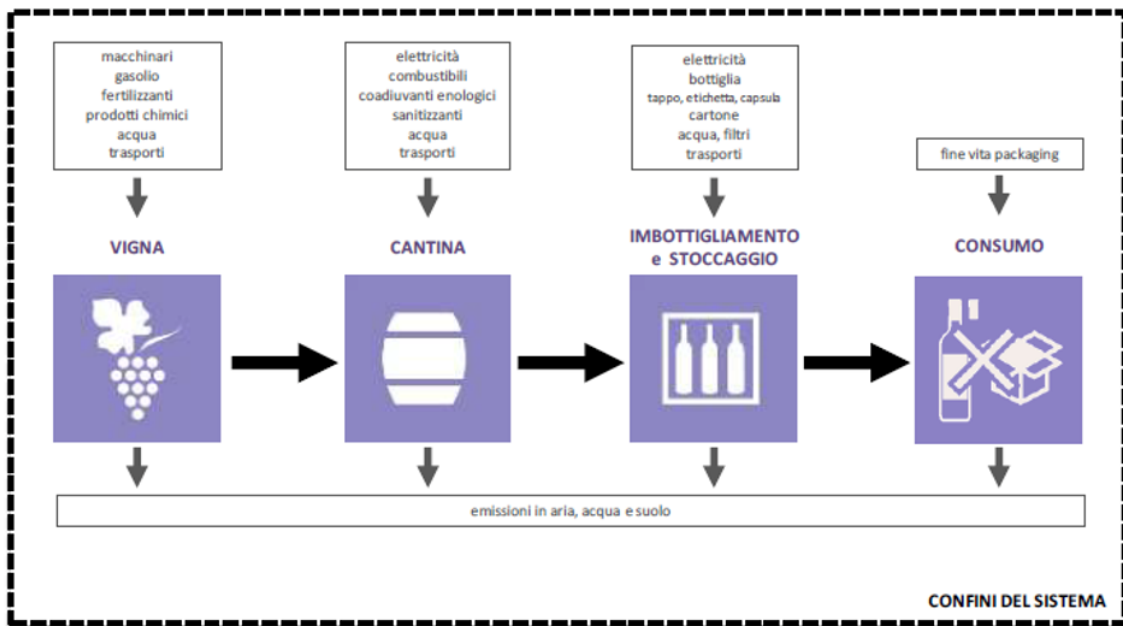 macchinari
gasolio
fertilizzanti
prodotti chimici
acqua
trasporti
elettricità
combustibili
coadiuvanti enologici
sanitizzanti
acqua
trasporti
elettricità
bottiglia
tappo, etichetta, capsula
cartone
acqua, filtri
trasporti
fine vita packaging
VIGNA
CANTINA
IMBOTTIGLIAMENTO
e STOCCAGGIO
CONSUMO
emissioni in aria, acqua e suolo
CONFINI DEL SISTEMA